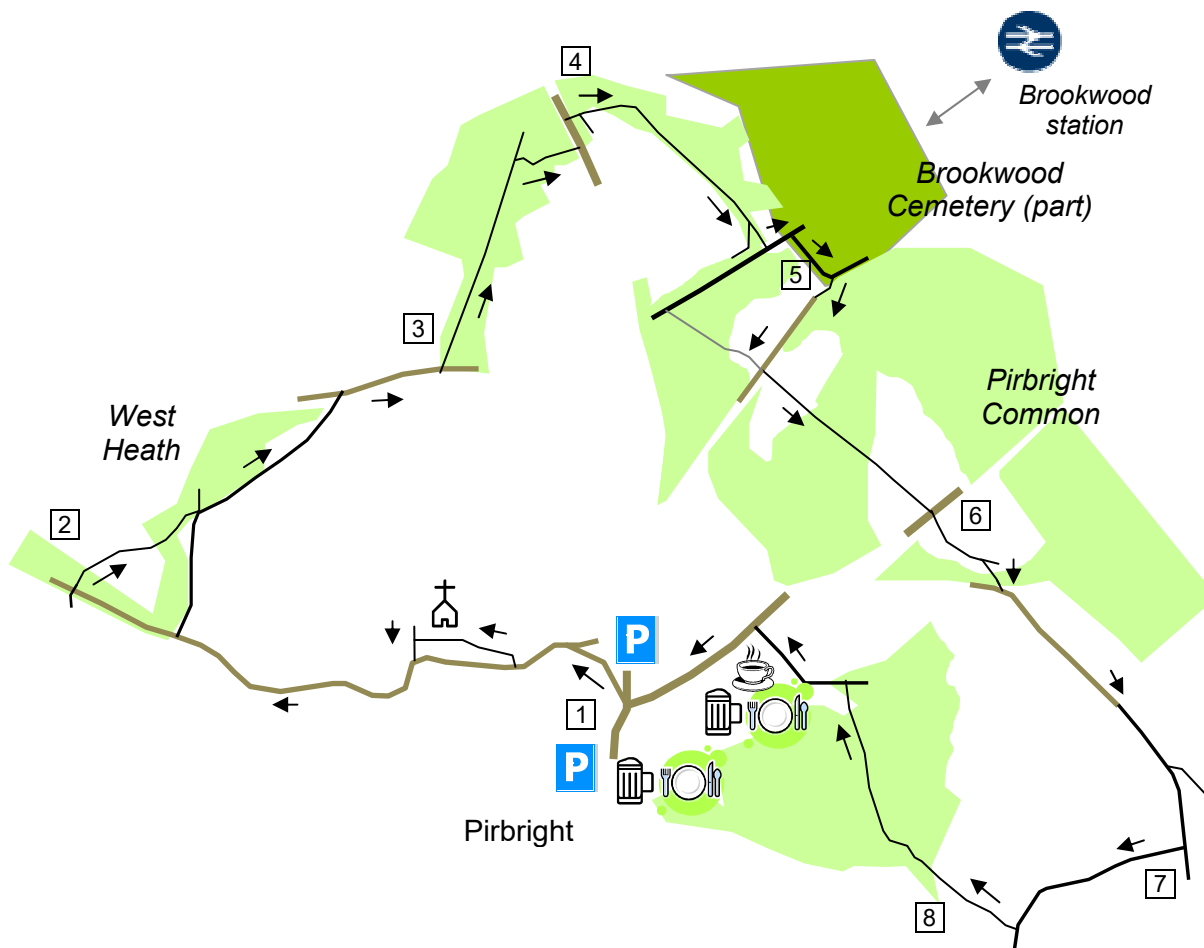 4
Brookwood
station
Brookwood
Cemetery (part)
5
3
Pirbright
Common
West
Heath
2
6
P
1
P
Pirbright
7
8